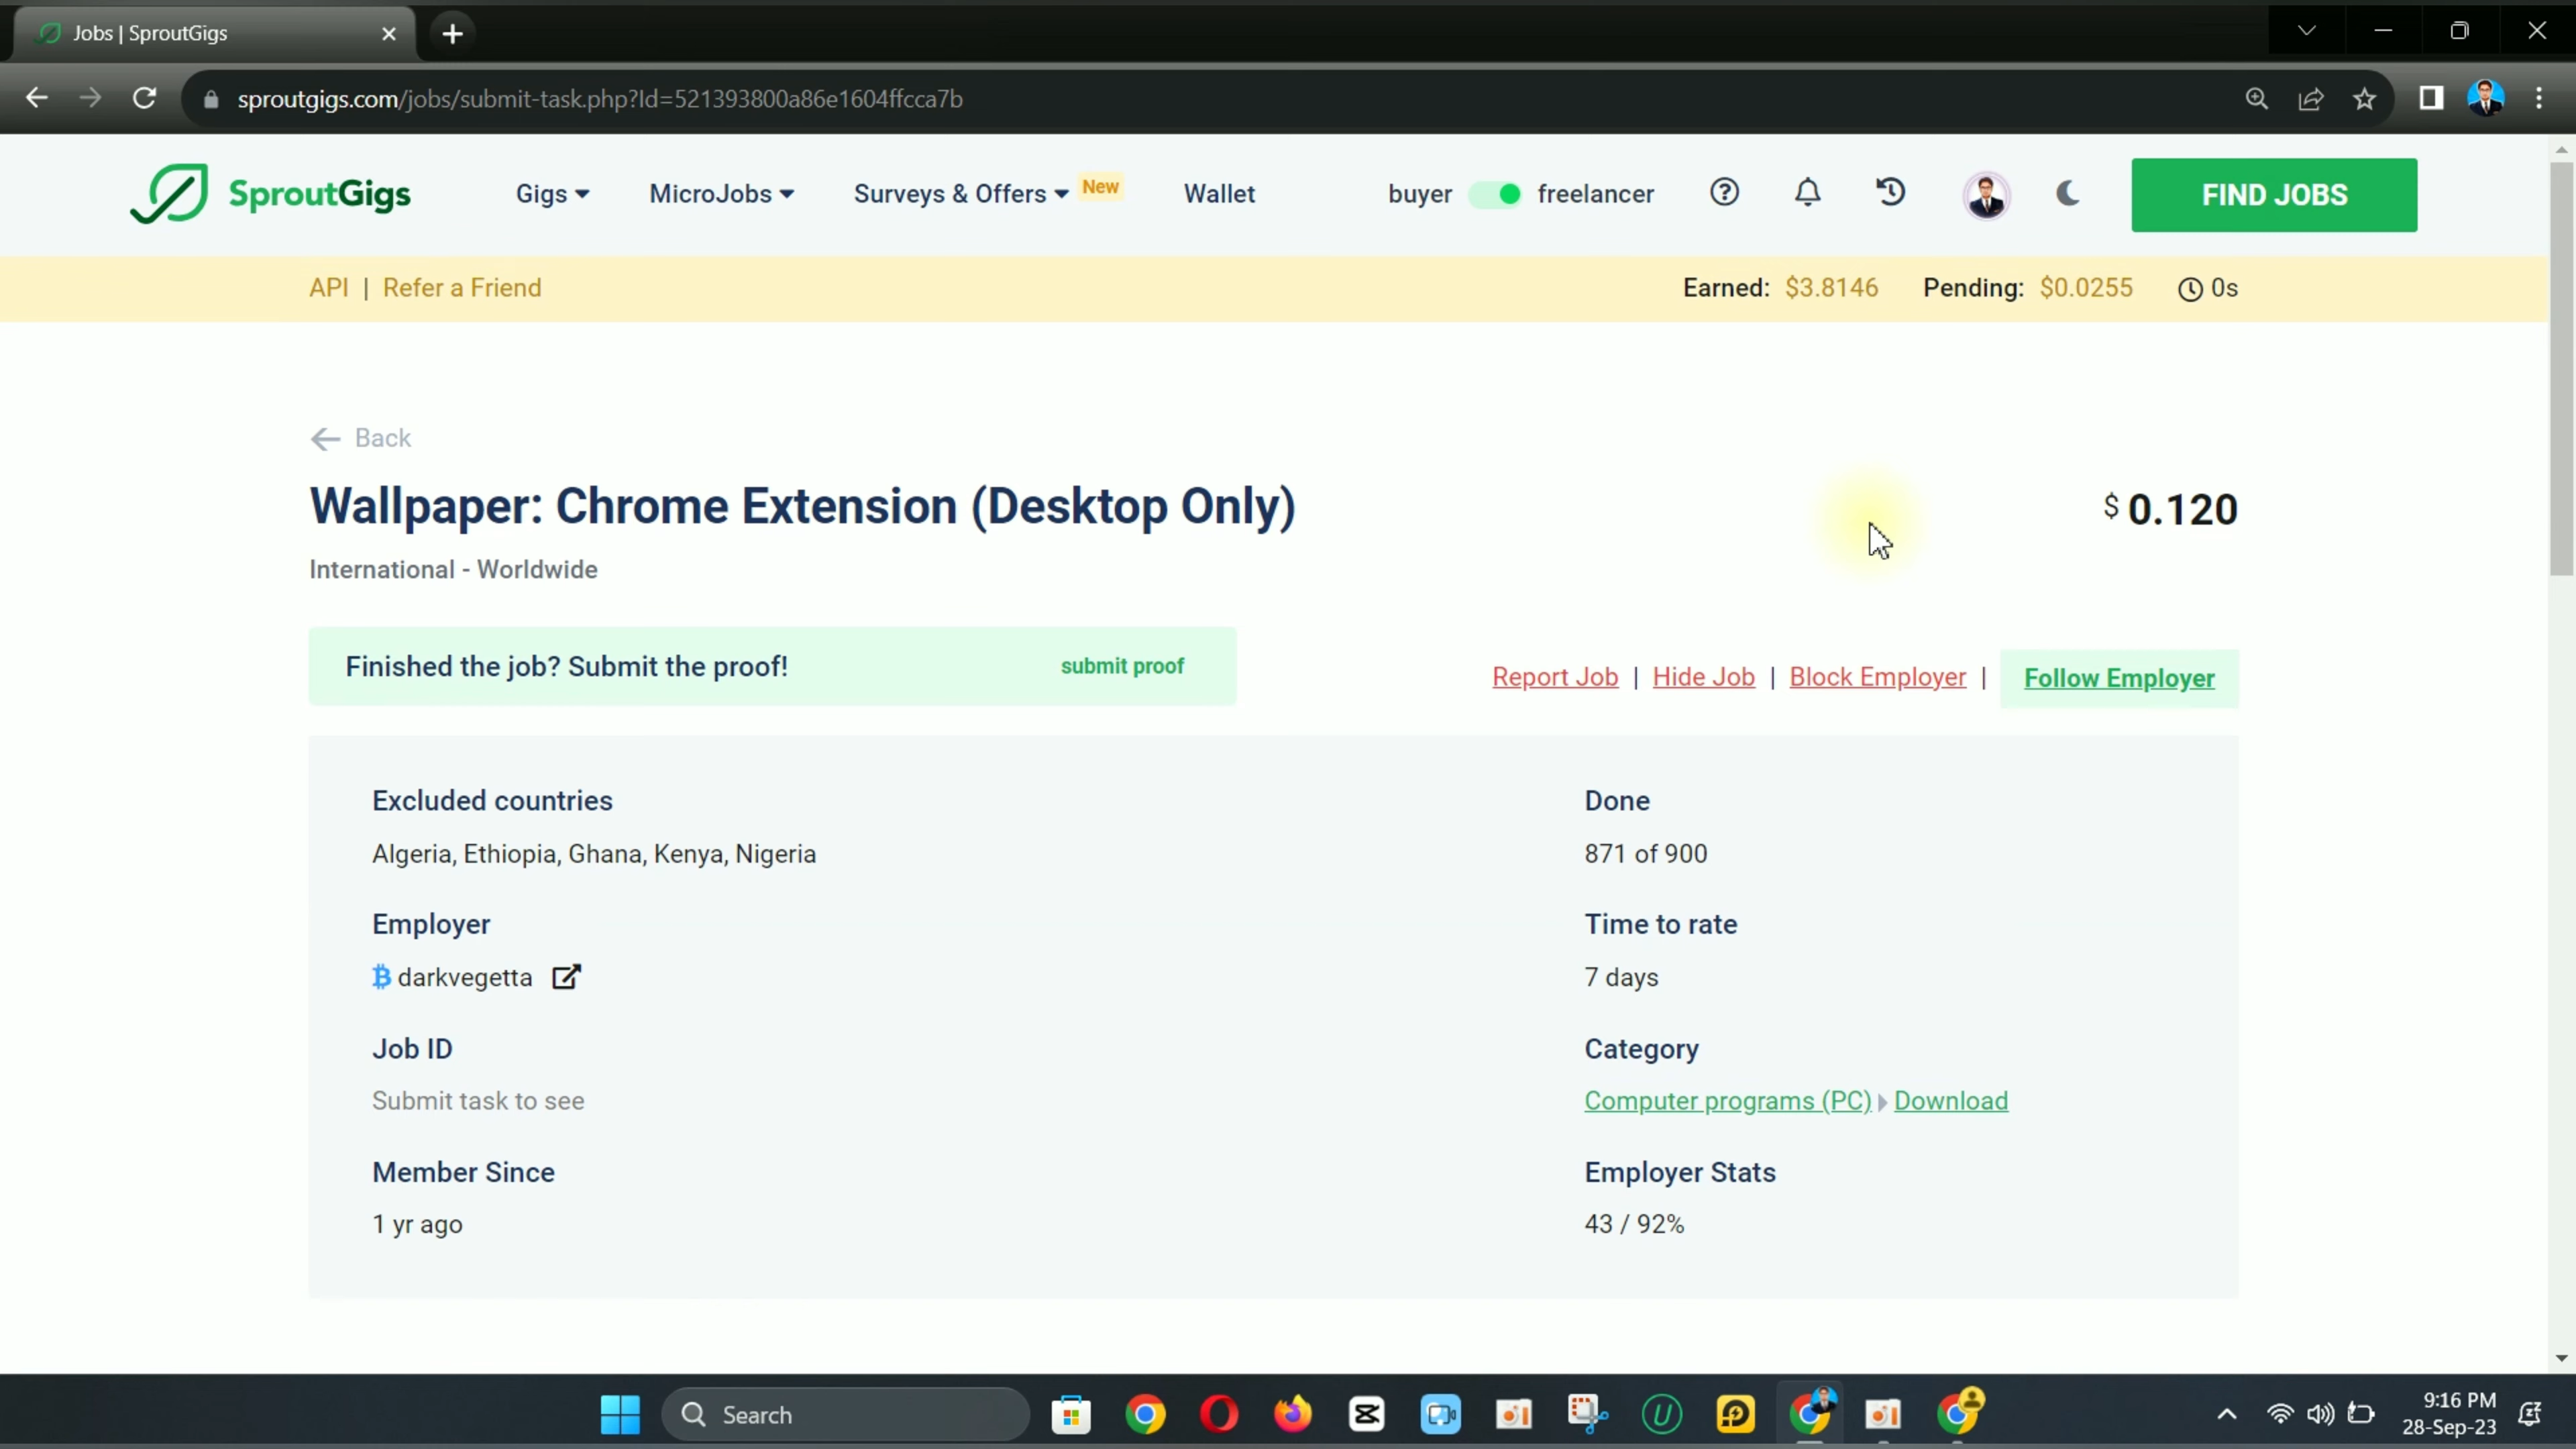 Jobs | SproutGigs
sproutgigs.com/jobs/submit-task.php?Id=521393800a86e1604ffcca7b
SproutGigs Gigs MicroJobs Surveys & Offers New Wallet buyer freelancer FIND JOBS
API | Refer a Friend Earned: $3.8146 Pending: $0.0255 0s
Back
Wallpaper: Chrome Extension (Desktop Only) $ 0.120
International - Worldwide
Finished the job? Submit the proof! submit proof
Report Job | Hide Job | Block Employer | Follow Employer
Excluded countries Done
Algeria, Ethiopia, Ghana, Kenya, Nigeria 871 of 900
Employer Time to rate
darkvegetta 7 days
Job ID Category
Submit task to see Computer programs (PC) Download
Member Since Employer Stats
1 yr ago 43 / 92%
Search 9:16 PM
28-Sep-23